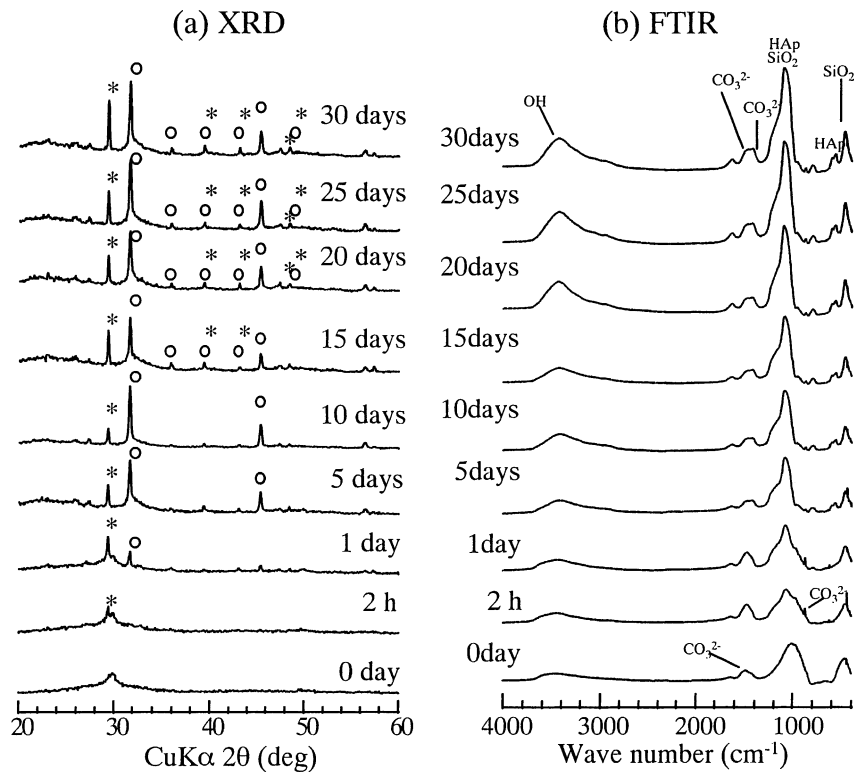 (a) XRD
(b) FTIR
* o
o * * o * o * o 30 days
* o
o * o * o o * o * 25 days
* o
o * o * o o * o * 20 days
* o
o * o * o o 15 days
* o o 10 days
* o o 5 days
* o 1 day
* 2 h
0 day
20 30 40 50 60
CuKα 2θ (deg)
HAp
SiO2
CO3 2-
CO3 2-
OH
SiO2
HAp
30days
25days
20days
15days
10days
5days
1day
2 h
CO3 2-
0day
CO3 2-
4000 3000 2000 1000
Wave number (cm-1)